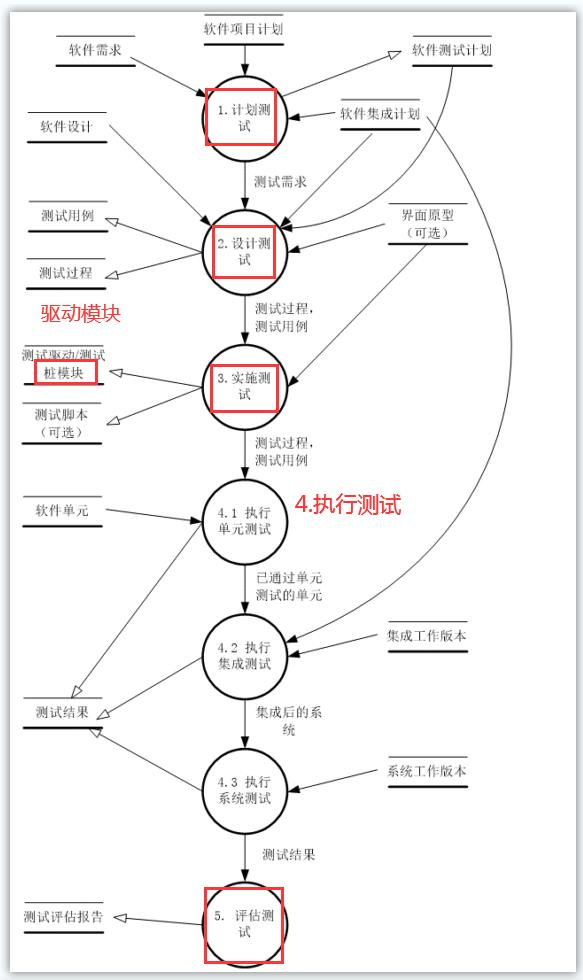 软件项目计划
软件需求
软件测试计划
1.计划测
试
软件集成计划
软件设计
测试需求
测试用例
界面原型
(可选)
2.设计测
试
测试过程
驱动模块
测试过程，
测试用例
测试驱动/测试
桩模块
3.实施测
试
测试脚本
(可选)
测试过程，
测试用例
软件单元
4.1 执行
单元测试
4.执行测试
已通过单元
测试的单元
4.2 执行
集成测试
集成工作版本
测试结果
集成后的系
统
4.3 执行
系统测试
系统工作版本
测试结果
测试评估报告
5. 评估测
试